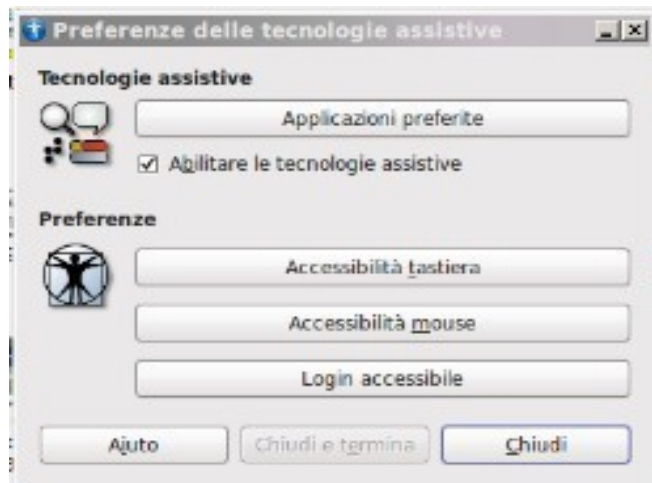 Preferenze delle tecnologie assistive
Tecnologie assistive
Applicazioni preferite
Abilitare le tecnologie assistive
Preferenze
Accessibilità tastiera
Accessibilità mouse
Login accessibile
Aiuto
Chiudi e termina
Chiudi